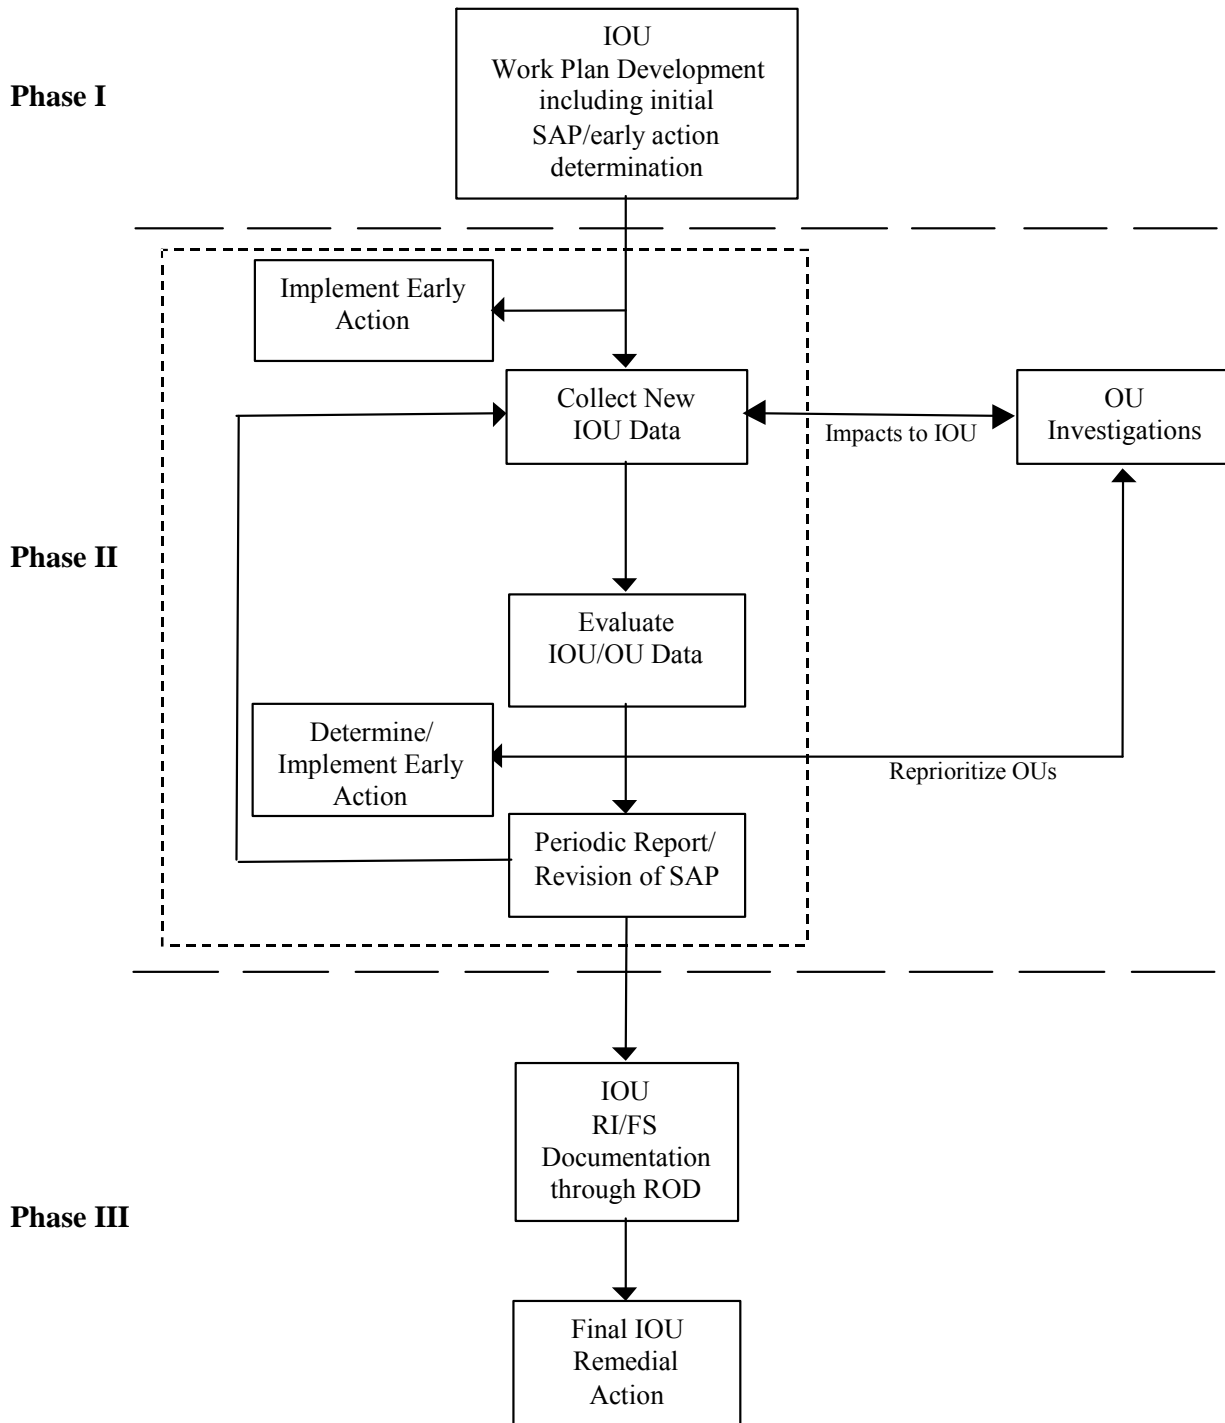 IOU
Work Plan Development
including initial
SAP/early action
determination
Phase I
Implement Early
Action
Collect New
IOU Data
Impacts to IOU
OU
Investigations
Phase II
Evaluate
IOU/OU Data
Determine/
Implement Early
Action
Reprioritize OUs
Periodic Report/
Revision of SAP
IOU
RI/FS
Documentation
through ROD
Phase III
Final IOU
Remedial
Action